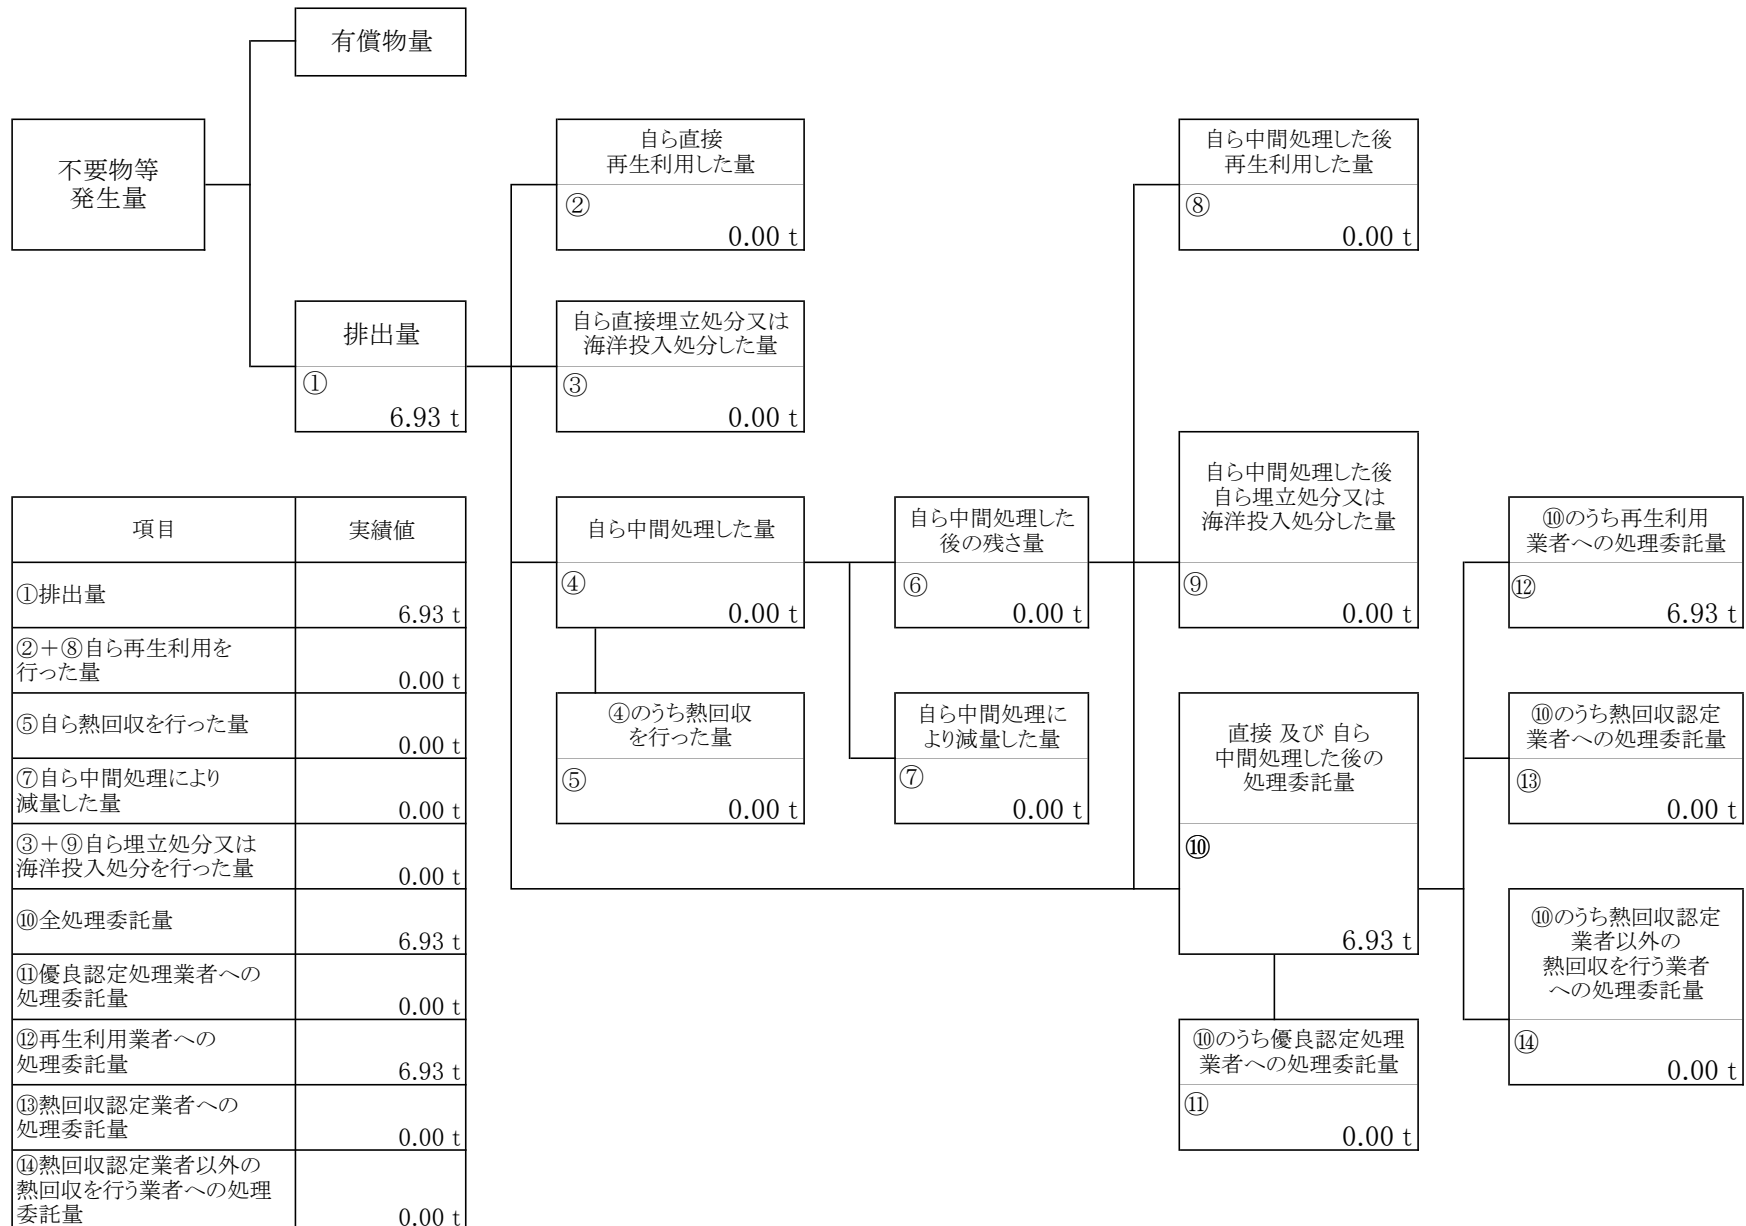 有償物量
不要物等
発生量
自ら直接
再生利用した量
②
0.00 t
自ら中間処理した後
再生利用した量
⑧
0.00 t
排出量
①
6.93 t
自ら直接埋立処分又は
海洋投入処分した量
③
0.00 t
自ら中間処理した量
④
0.00 t
自ら中間処理した
後の残さ量
⑥
0.00 t
自ら中間処理した後
自ら埋立処分又は
海洋投入処分した量
⑨
0.00 t
⑩のうち再生利用
業者への処理委託量
⑫
6.93 t
④のうち熱回収
を行った量
⑤
0.00 t
自ら中間処理に
より減量した量
⑦
0.00 t
直接 及び 自ら
中間処理した後の
処理委託量
⑩
6.93 t
⑩のうち熱回収認定
業者への処理委託量
⑬
0.00 t
⑩のうち熱回収認定
業者以外の
熱回収を行う業者
への処理委託量
⑭
0.00 t
⑩のうち優良認定処理
業者への処理委託量
⑪
0.00 t
項目 実績値
①排出量
6.93 t
②＋⑧自ら再生利用を
行った量
0.00 t
⑤自ら熱回収を行った量
0.00 t
⑦自ら中間処理により
減量した量
0.00 t
③＋⑨自ら埋立処分又は
海洋投入処分を行った量
0.00 t
⑩全処理委託量
6.93 t
⑪優良認定処理業者への
処理委託量
0.00 t
⑫再生利用業者への
処理委託量
6.93 t
⑬熱回収認定業者への
処理委託量
0.00 t
⑭熱回収認定業者以外の
熱回収を行う業者への処理
委託量
0.00 t